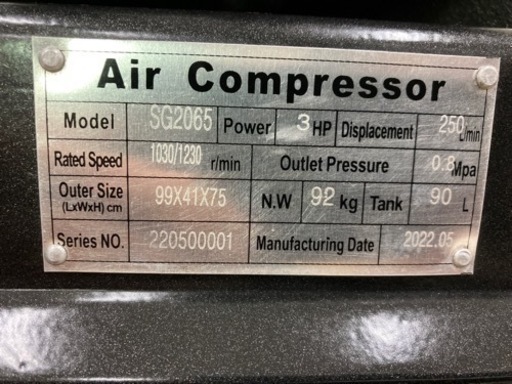 Air Compressor
Model SG2065 Power 3 HP Displacement 250 L/min
Rated Speed 1030/1230 r/min Outlet Pressure 0.8 Mpa
Outer Size (LxWxH) cm 99X41X75 N.W 92 kg Tank 90 L
Series NO. 220500001 Manufacturing Date 2022.05